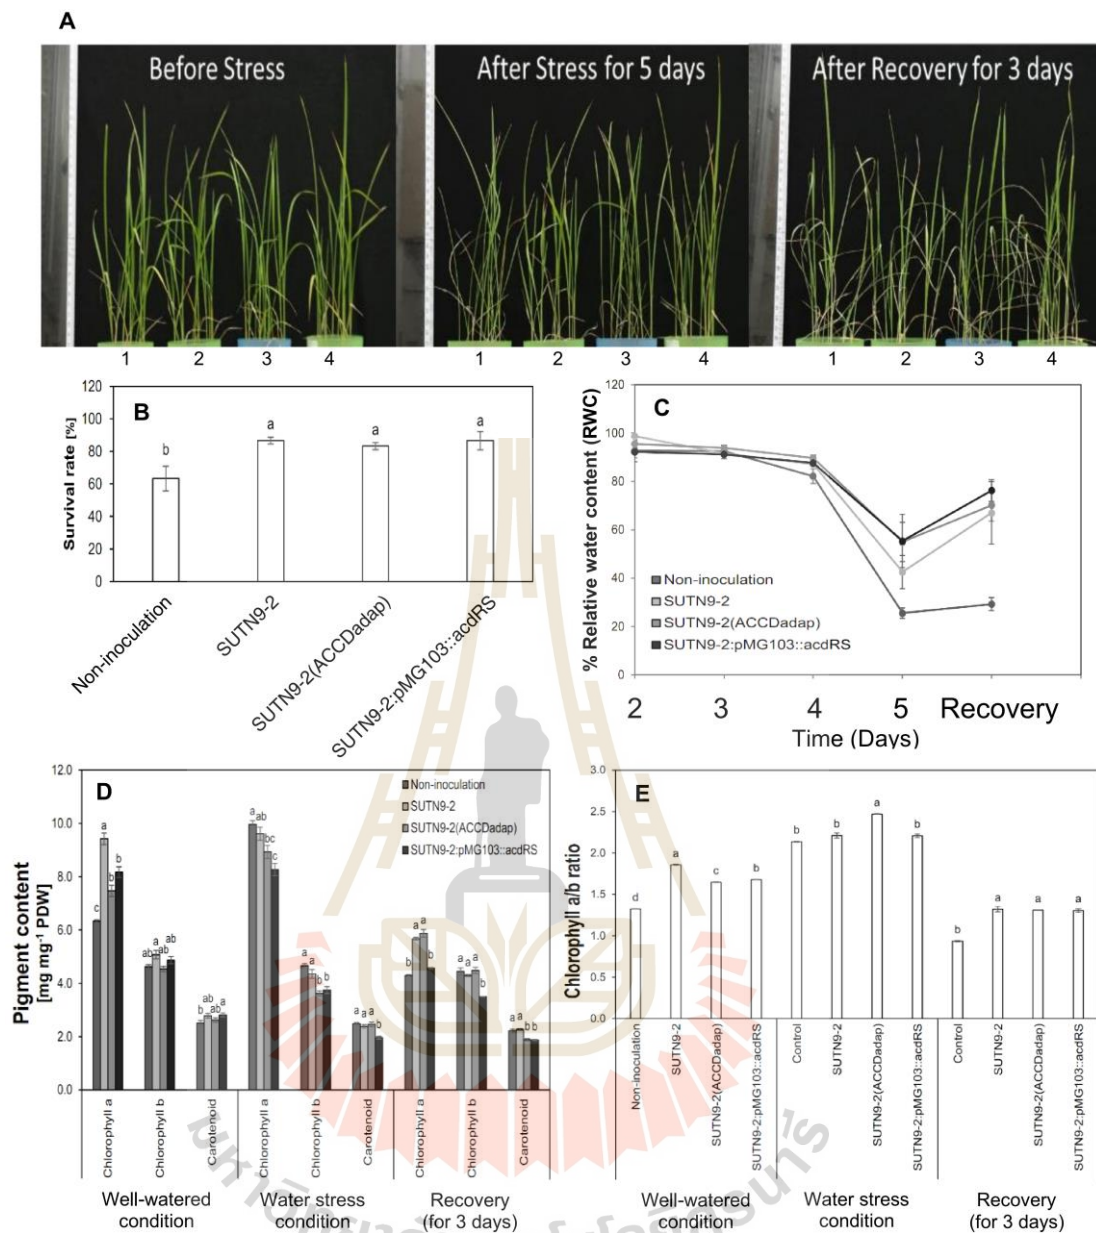 A
Before Stress
After Stress for 5 days
After Recovery for 3 days
1 2 3 4
1 2 3 4
1 2 3 4
B
Survival rate [%]
120
100
80
60
40
20
0
b
a
a
a
Non-inoculation
SUTN9-2
SUTN9-2(ACCDadap)
SUTN9-2:pMG103::acdRS
C
% Relative water content (RWC)
120
100
80
60
40
20
0
Non-inoculation
SUTN9-2
SUTN9-2(ACCDadap)
SUTN9-2:pMG103::acdRS
2 3 4 5 Recovery
Time (Days)
D
Pigment content
[mg mg-1 PDW]
12.0
10.0
8.0
6.0
4.0
2.0
0.0
Non-inoculation
SUTN9-2
SUTN9-2(ACCDadap)
SUTN9-2:pMG103::acdRS
c a b b
ab a ab ab
b ab a
a ab bc c
a a b b
a a a b
b a a b
a a a b
a a b b
Chlorophyll a
Chlorophyll b
Carotenoid
Chlorophyll a
Chlorophyll b
Carotenoid
Chlorophyll a
Chlorophyll b
Carotenoid
Well-watered
condition
Water stress
condition
Recovery
(for 3 days)
E
Chlorophyll a/b ratio
3.0
2.5
2.0
1.5
1.0
0.5
0.0
d a c b
b b a b
b a a a
Non-inoculation
SUTN9-2
SUTN9-2(ACCDadap)
SUTN9-2:pMG103::acdRS
Control
SUTN9-2
SUTN9-2(ACCDadap)
SUTN9-2:pMG103::acdRS
Control
SUTN9-2
SUTN9-2(ACCDadap)
SUTN9-2:pMG103::acdRS
Well-watered
condition
Water stress
condition
Recovery
(for 3 days)